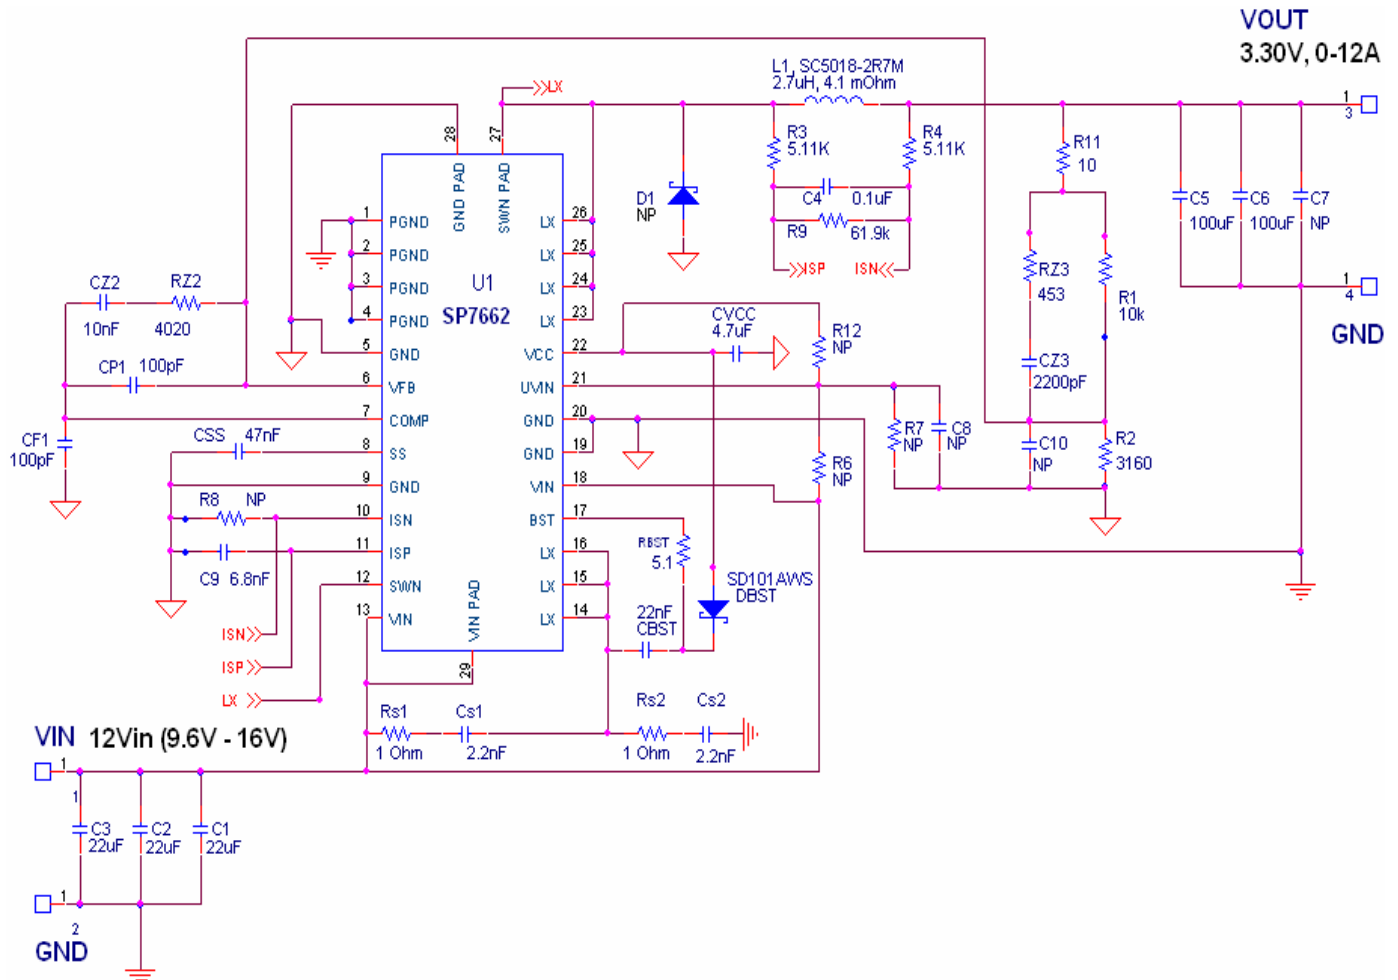 VOUT
3.30V, 0-12A
L1, SC5018-2R7M
2.7uH, 4.1 mOhm
LX
28
27
GND PAD
SWN PAD
R3
5.11K
R4
5.11K
C4
0.1uF
R9
61.9k
ISP
ISN
D1
NP
R11
10
RZ3
453
R1
10k
CZ3
2200pF
C10
NP
R2
3160
C5
100uF
C6
100uF
C7
NP
1
3
1
4
GND
U1
SP7662
1
PGND
2
PGND
3
PGND
4
PGND
5
GND
6
VFB
7
COMP
8
SS
9
GND
10
ISN
11
ISP
12
SWN
13
VIN
LX
26
LX
25
LX
24
LX
23
VCC
22
UVIN
21
GND
20
GND
19
VIN
18
BST
17
LX
16
LX
15
LX
14
VIN PAD
29
CZ2
10nF
RZ2
4020
CP1
100pF
CF1
100pF
CSS
47nF
R8
NP
C9
6.8nF
ISN
ISP
LX
CVCC
4.7uF
R12
NP
R7
NP
C8
NP
R6
NP
RBST
5.1
SD101AWS
DBST
22nF
CBST
Rs1
1 Ohm
Cs1
2.2nF
Rs2
1 Ohm
Cs2
2.2nF
VIN
12Vin (9.6V - 16V)
1
1
C3
22uF
C2
22uF
C1
22uF
1
2
GND